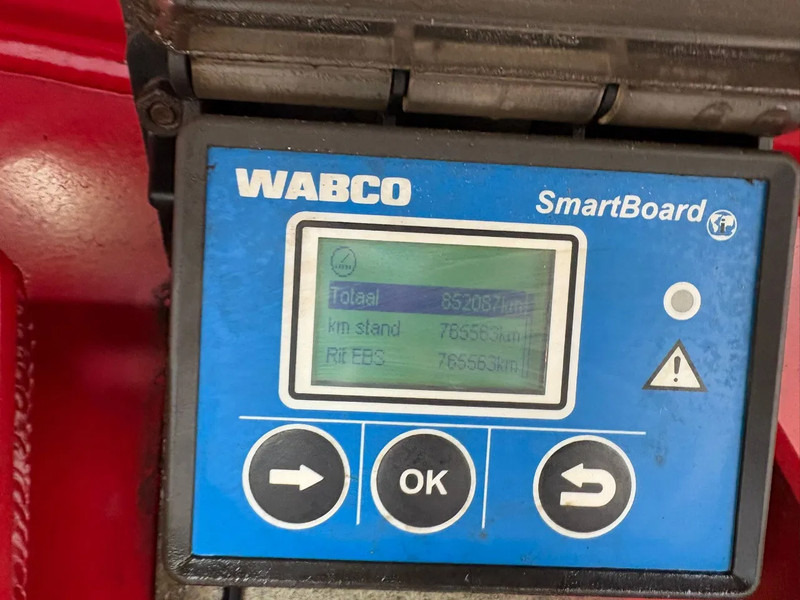 WABCO
SmartBoard
Totaal 852087km
km stand 765563km
Rit EBS 765563km
OK